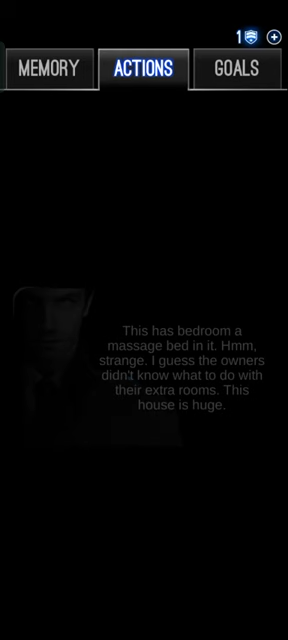 1
MEMORY ACTIONS GOALS
This has bedroom a
massage bed in it. Hmm,
strange. I guess the owners
didn't know what to do with
their extra rooms. This
house is huge.